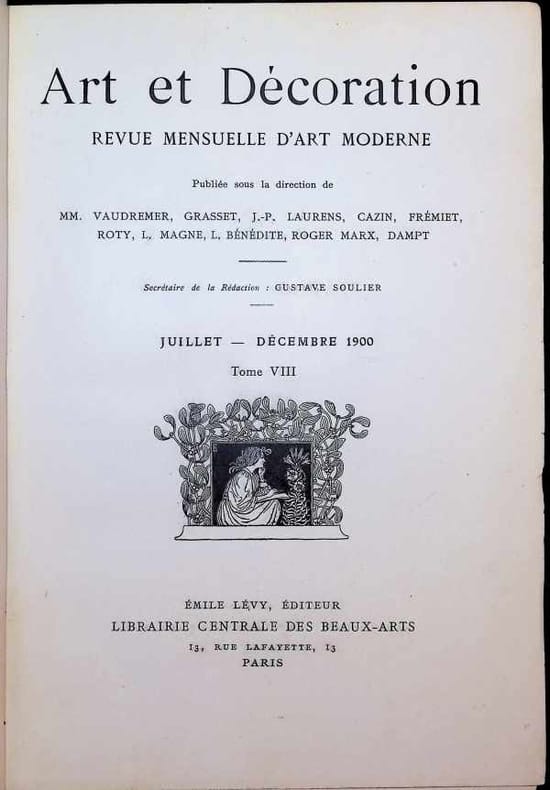 Art et Décoration
REVUE MENSUELLE D'ART MODERNE
Publiée sous la direction de
MM. VAUDREMER, GRASSET, J.-P. LAURENS, CAZIN, FRÉMIET,
ROTY, L. MAGNE, L. BÉNÉDITE, ROGER MARX, DAMPT
Secrétaire de la Rédaction : GUSTAVE SOULIER
JUILLET — DÉCEMBRE 1900
Tome VIII
ÉMILE LÉVY, ÉDITEUR
LIBRAIRIE CENTRALE DES BEAUX-ARTS
13, RUE LAFAYETTE, 13
PARIS